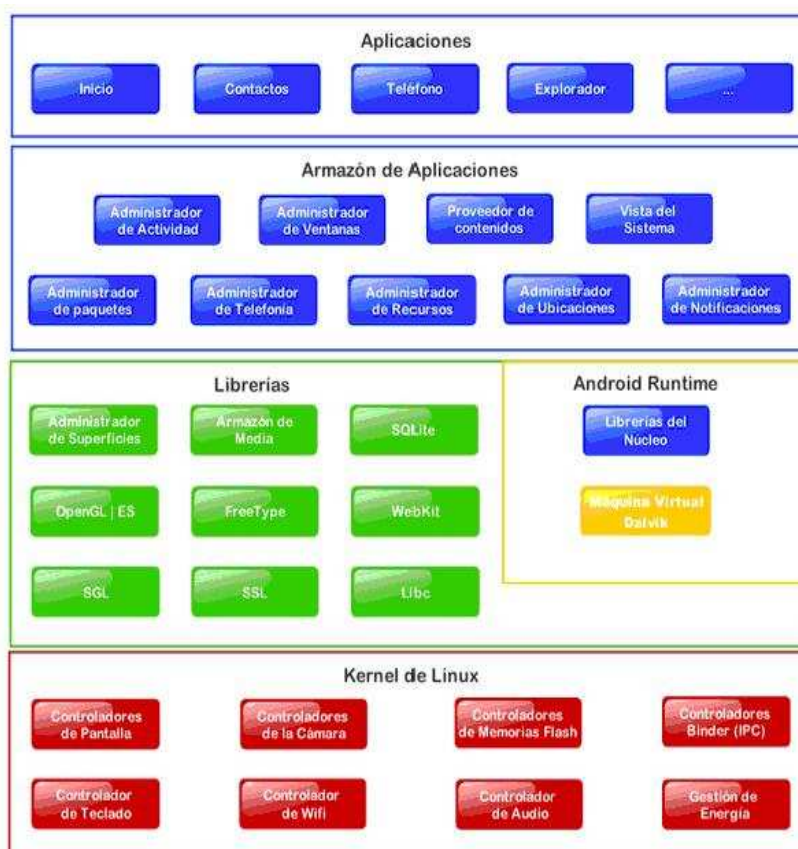 Aplicaciones
Inicio
Contactos
Teléfono
Explorador
...
Armazón de Aplicaciones
Administrador
de Actividad
Administrador
de Ventanas
Proveedor de
contenidos
Vista del
Sistema
Administrador
de paquetes
Administrador
de Telefonía
Administrador
de Recursos
Administrador
de Ubicaciones
Administrador
de Notificaciones
Librerías
Administrador
de Superficies
Armazón de
Media
SQLite
OpenGL | ES
FreeType
WebKit
SGL
SSL
Libc
Android Runtime
Librerías del
Núcleo
Máquina Virtual
Dalvik
Kernel de Linux
Controladores
de Pantalla
Controladores
de la Cámara
Controladores
de Memorias Flash
Controladores
Binder (IPC)
Controlador
de Teclado
Controlador
de Wifi
Controlador
de Audio
Gestión de
Energía